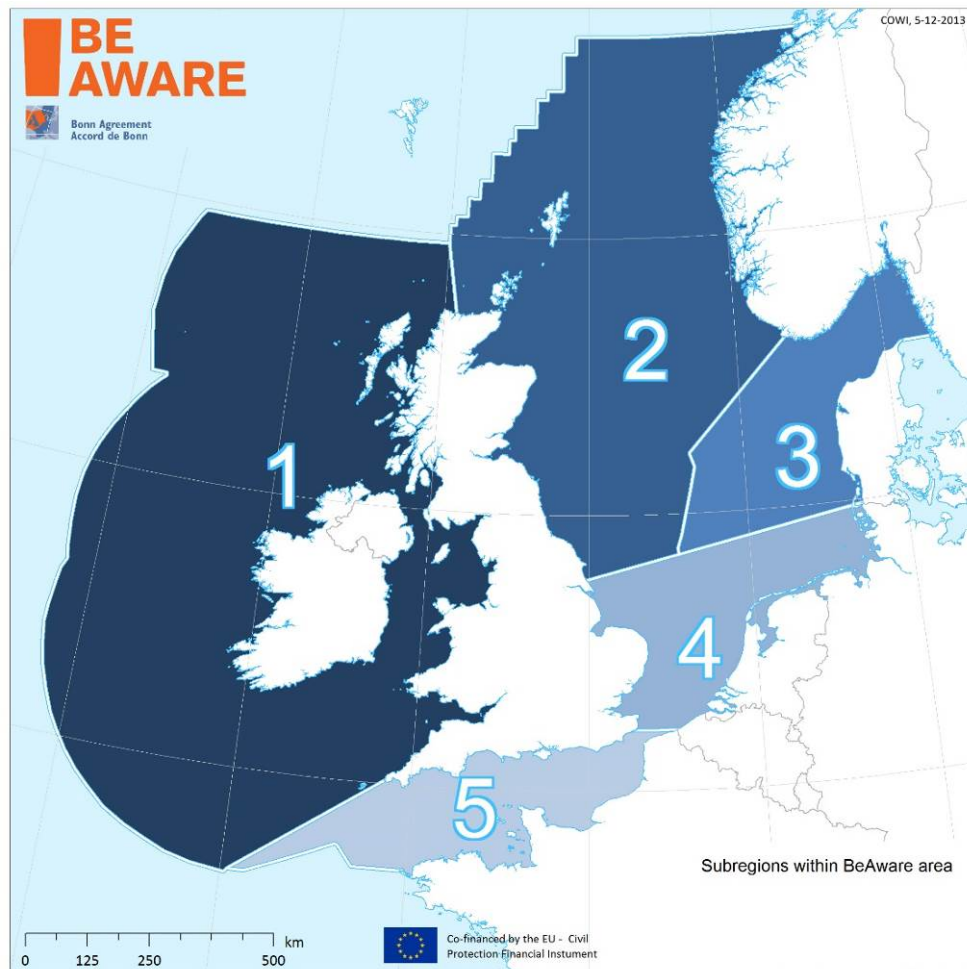 COWI, 5-12-2013
BE
AWARE
Bonn Agreement
Accord de Bonn
2
3
1
4
5
Subregions within BeAware area
km
0 125 250 500
Co-financed by the EU - Civil
Protection Financial Instument